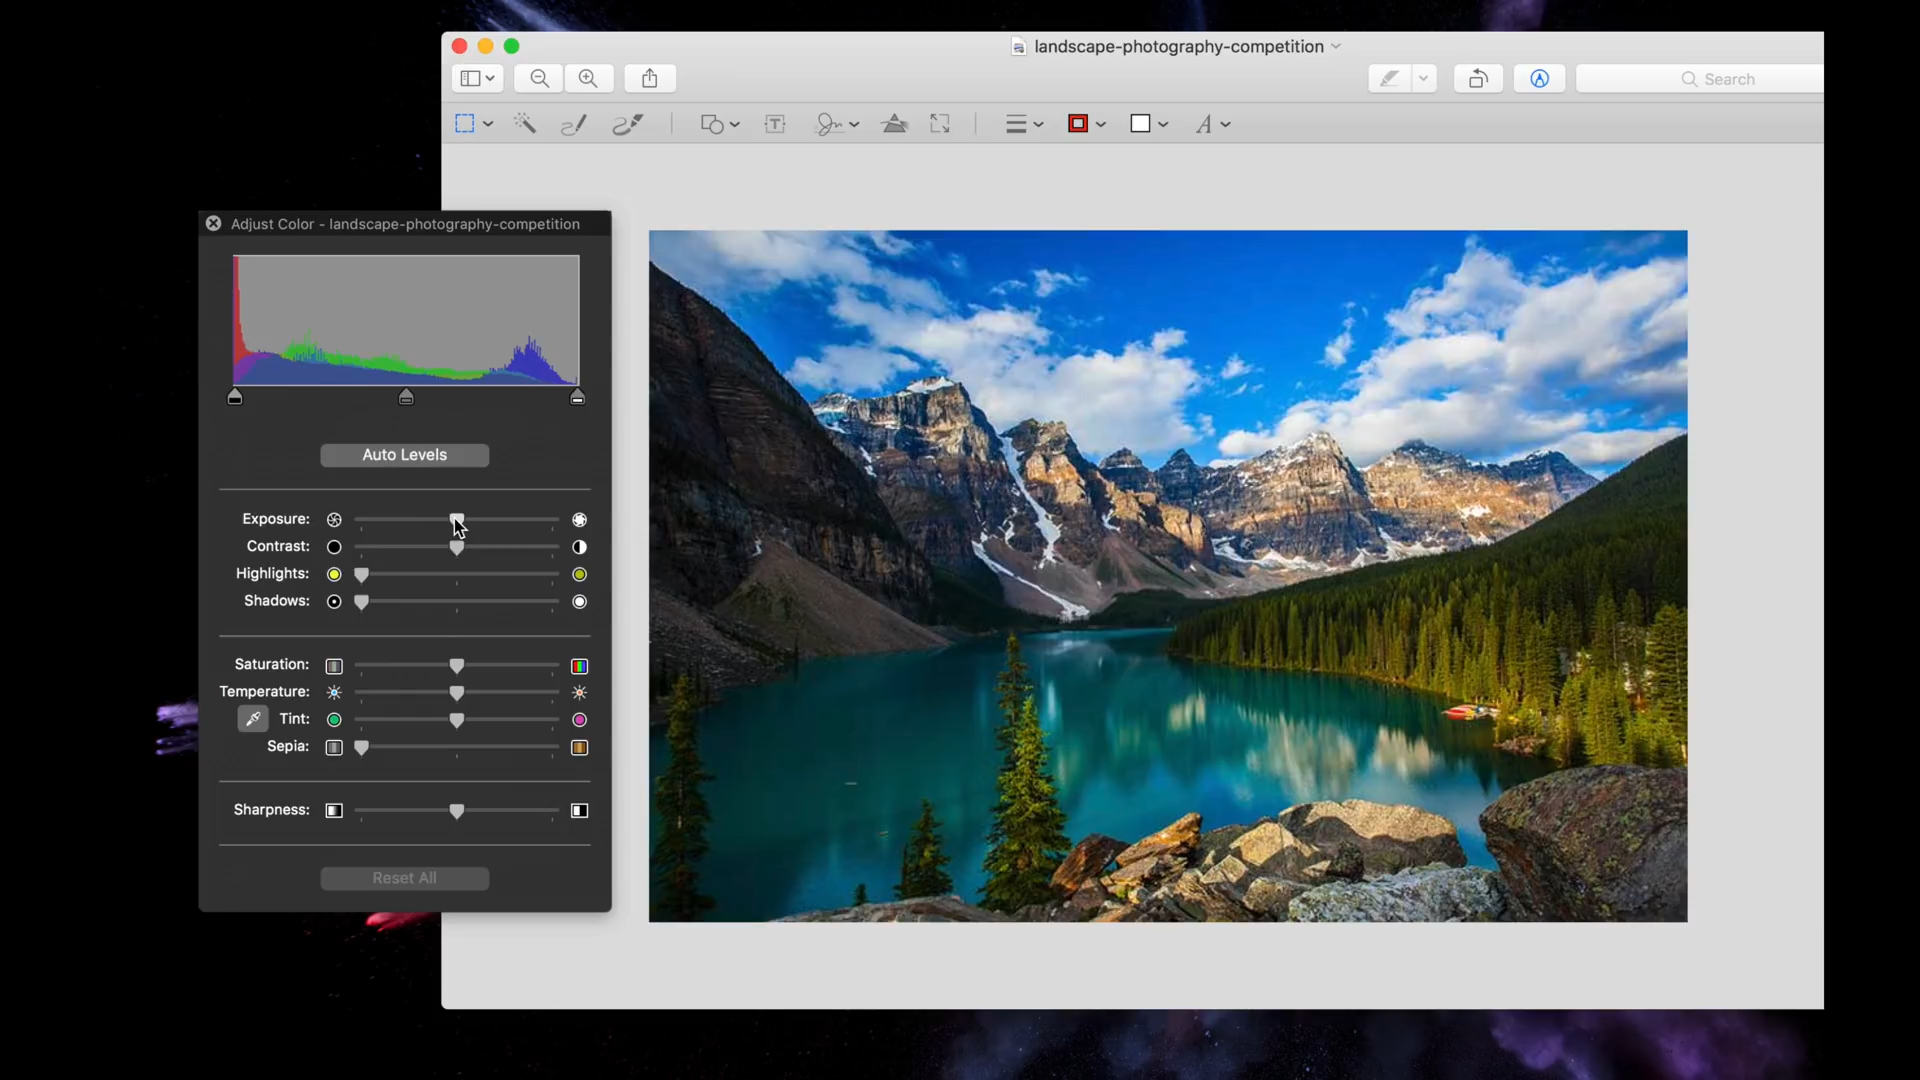 landscape-photography-competition
Search
Adjust Color - landscape-photography-competition
Auto Levels
Exposure:
Contrast:
Highlights:
Shadows:
Saturation:
Temperature:
Tint:
Sepia:
Sharpness:
Reset All